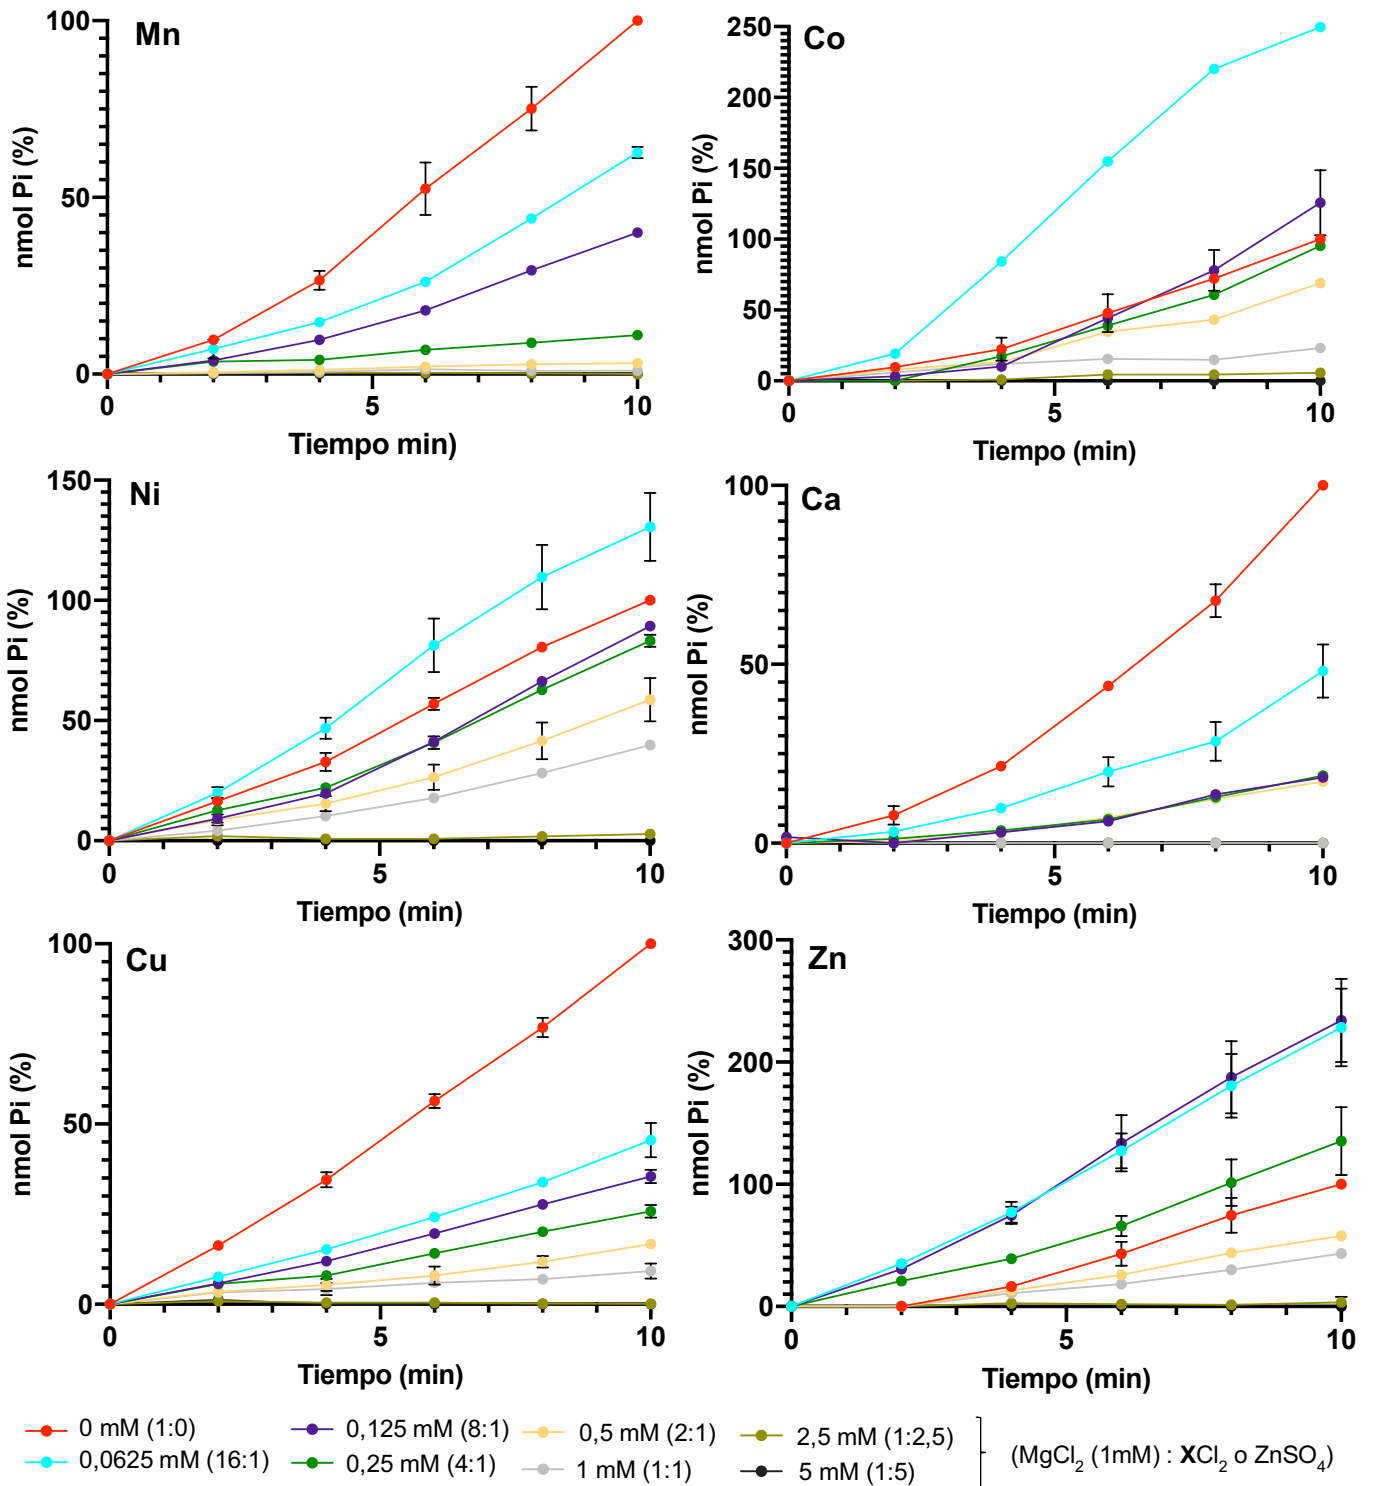 Mn
100
50
0
nmol Pi (%)
0 5 10
Tiempo min)
Co
250
200
150
100
50
0
nmol Pi (%)
0 5 10
Tiempo (min)
Ni
150
100
50
0
nmol Pi (%)
0 5 10
Tiempo (min)
Ca
100
50
0
nmol Pi (%)
0 5 10
Tiempo (min)
Cu
100
50
0
nmol Pi (%)
0 5 10
Tiempo (min)
Zn
300
200
100
0
nmol Pi (%)
0 5 10
Tiempo (min)
0 mM (1:0) 0,125 mM (8:1) 0,5 mM (2:1) 2,5 mM (1:2,5)
0,0625 mM (16:1) 0,25 mM (4:1) 1 mM (1:1) 5 mM (1:5)
(MgCl₂ (1mM) : XCl₂ o ZnSO₄)